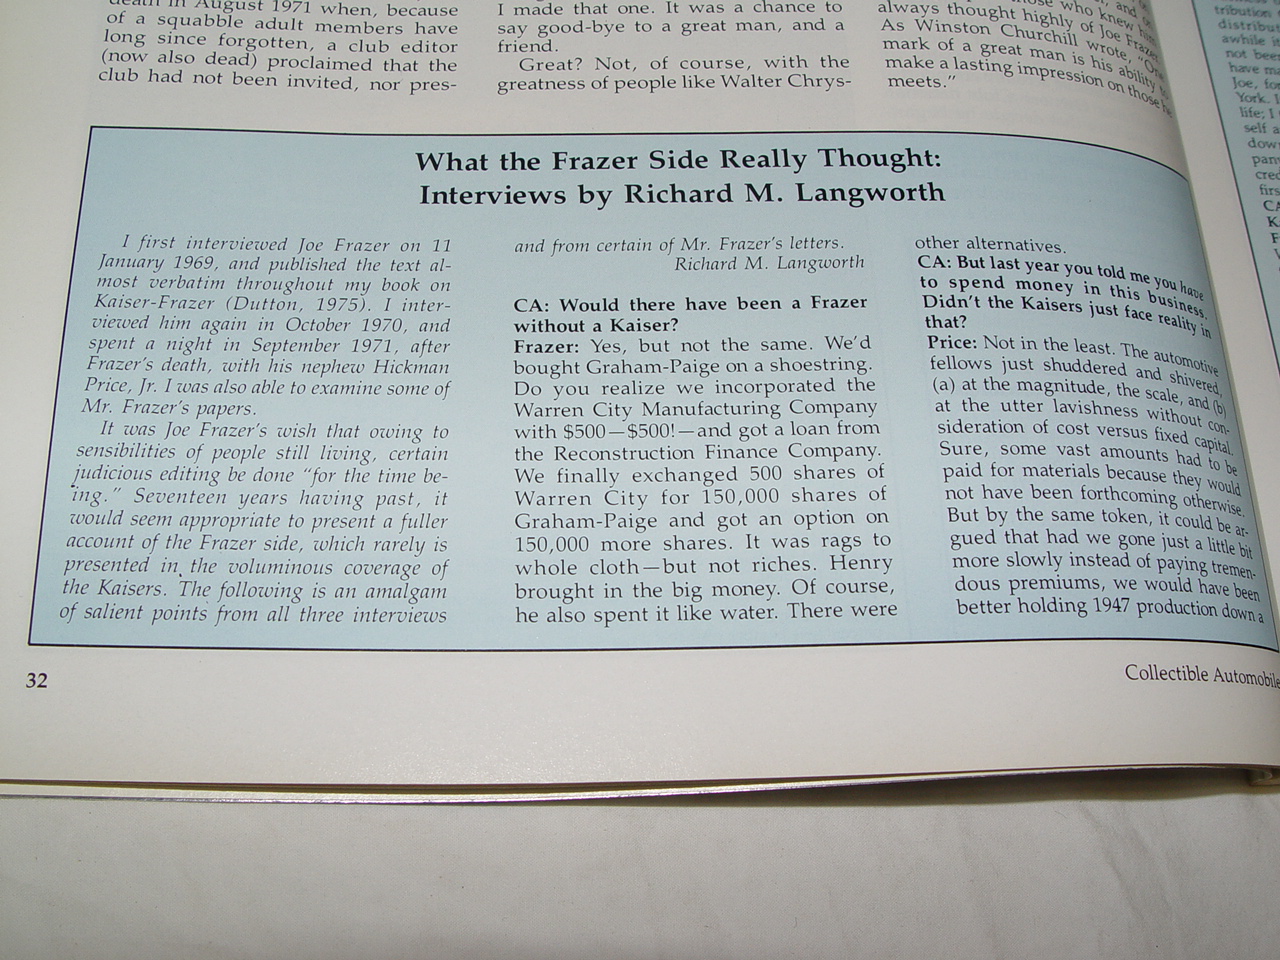 death in August 1971 when, because
of a squabble adult members have
long since forgotten, a club editor
(now also dead) proclaimed that the
club had not been invited, nor pres-
I made that one. It was a chance to
say good-bye to a great man, and a
friend.
Great? Not, of course, with the
greatness of people like Walter Chrys-
those who knew him
always thought highly of Joe Frazer.
As Winston Churchill wrote, "One
mark of a great man is his ability to
make a lasting impression on those he
meets."
What the Frazer Side Really Thought:
Interviews by Richard M. Langworth
I first interviewed Joe Frazer on 11
January 1969, and published the text al-
most verbatim throughout my book on
Kaiser-Frazer (Dutton, 1975). I inter-
viewed him again in October 1970, and
spent a night in September 1971, after
Frazer's death, with his nephew Hickman
Price, Jr. I was also able to examine some of
Mr. Frazer's papers.
It was Joe Frazer's wish that owing to
sensibilities of people still living, certain
judicious editing be done "for the time be-
ing." Seventeen years having past, it
would seem appropriate to present a fuller
account of the Frazer side, which rarely is
presented in the voluminous coverage of
the Kaisers. The following is an amalgam
of salient points from all three interviews
and from certain of Mr. Frazer's letters.
Richard M. Langworth
CA: Would there have been a Frazer
without a Kaiser?
Frazer: Yes, but not the same. We'd
bought Graham-Paige on a shoestring.
Do you realize we incorporated the
Warren City Manufacturing Company
with $500—$500!—and got a loan from
the Reconstruction Finance Company.
We finally exchanged 500 shares of
Warren City for 150,000 shares of
Graham-Paige and got an option on
150,000 more shares. It was rags to
whole cloth—but not riches. Henry
brought in the big money. Of course,
he also spent it like water. There were
other alternatives.
CA: But last year you told me you have
to spend money in this business.
Didn't the Kaisers just face reality in
that?
Price: Not in the least. The automotive
fellows just shuddered and shivered,
(a) at the magnitude, the scale, and (b)
at the utter lavishness without con-
sideration of cost versus fixed capital.
Sure, some vast amounts had to be
paid for materials because they would
not have been forthcoming otherwise.
But by the same token, it could be ar-
gued that had we gone just a little bit
more slowly instead of paying tremen-
dous premiums, we would have been
better holding 1947 production down a
32
Collectible Automobile